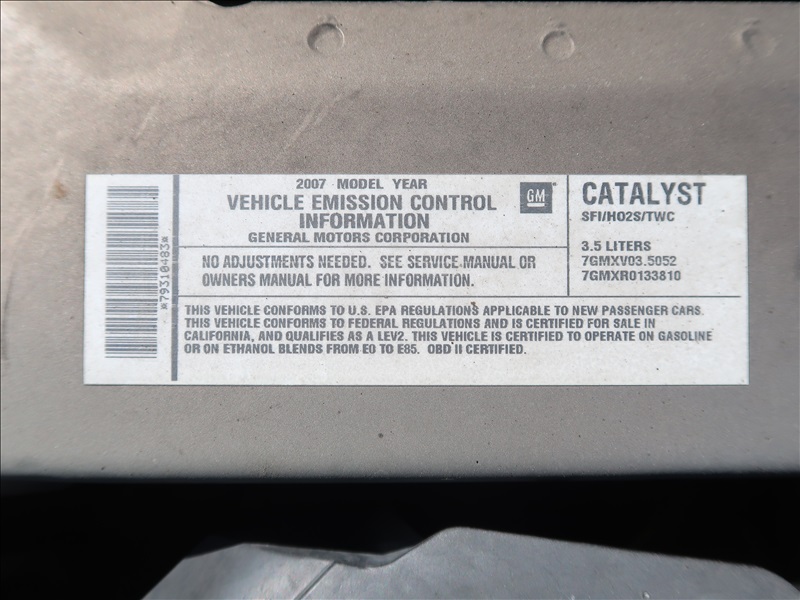 *79310483*
2007 MODEL YEAR
VEHICLE EMISSION CONTROL
INFORMATION
GENERAL MOTORS CORPORATION
GM
CATALYST
SFI/HO2S/TWC
3.5 LITERS
7GMXV03.5052
7GMXR0133810
NO ADJUSTMENTS NEEDED. SEE SERVICE MANUAL OR
OWNERS MANUAL FOR MORE INFORMATION.
THIS VEHICLE CONFORMS TO U.S. EPA REGULATIONS APPLICABLE TO NEW PASSENGER CARS.
THIS VEHICLE CONFORMS TO FEDERAL REGULATIONS AND IS CERTIFIED FOR SALE IN
CALIFORNIA, AND QUALIFIES AS A LEV2. THIS VEHICLE IS CERTIFIED TO OPERATE ON GASOLINE
OR ON ETHANOL BLENDS FROM E0 TO E85. OBD II CERTIFIED.